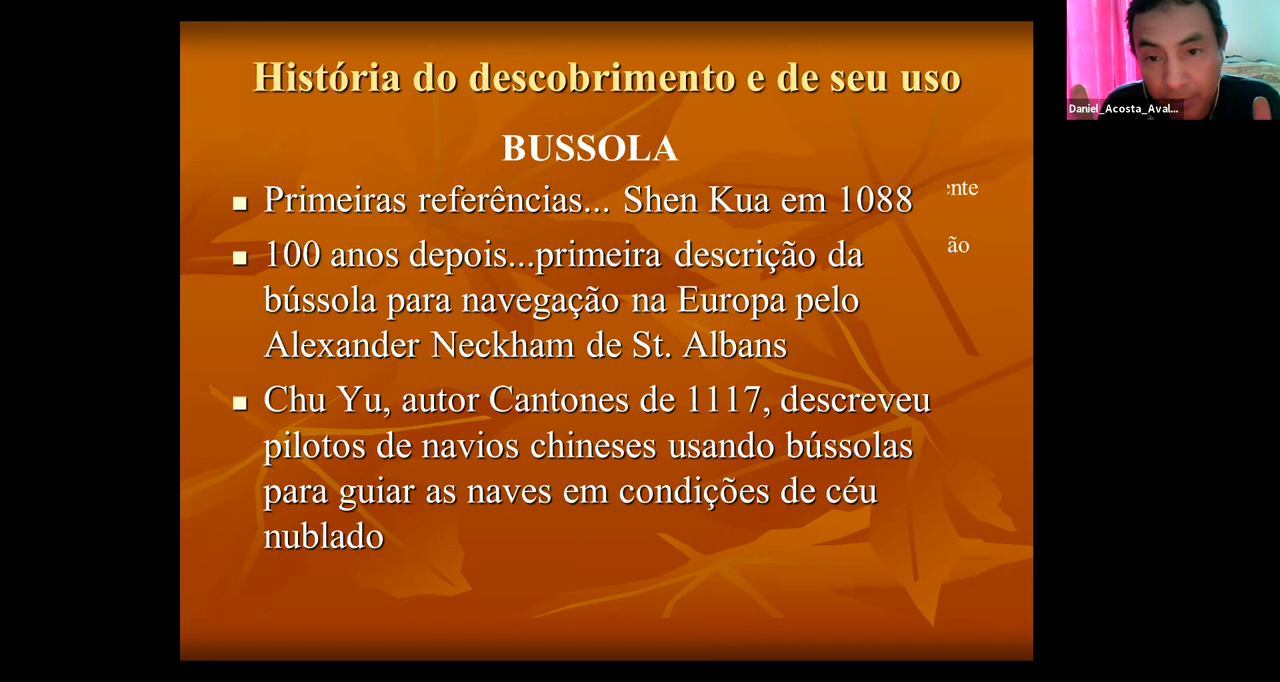 História do descobrimento e de seu uso
BUSSOLA
Primeiras referências... Shen Kua em 1088
100 anos depois...primeira descrição da
bússola para navegação na Europa pelo
Alexander Neckham de St. Albans
Chu Yu, autor Cantones de 1117, descreveu
pilotos de navios chineses usando bússolas
para guiar as naves em condições de céu
nublado
ente
ão
Daniel_Acosta_Aval...